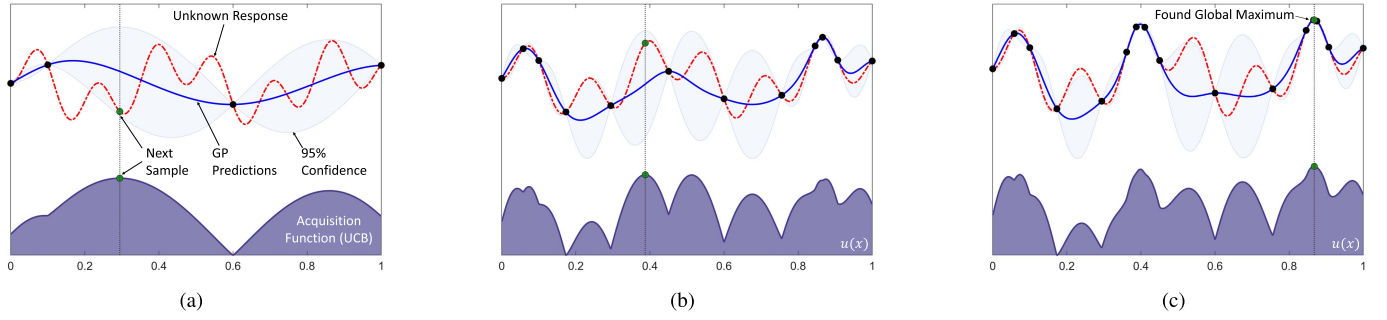 Unknown Response
Next
Sample
GP
Predictions
95%
Confidence
Acquisition
Function (UCB)
0 0.2 0.4 0.6 0.8 1
(a)
u(x)
0 0.2 0.4 0.6 0.8 1
(b)
Found Global Maximum
u(x)
0 0.2 0.4 0.6 0.8 1
(c)